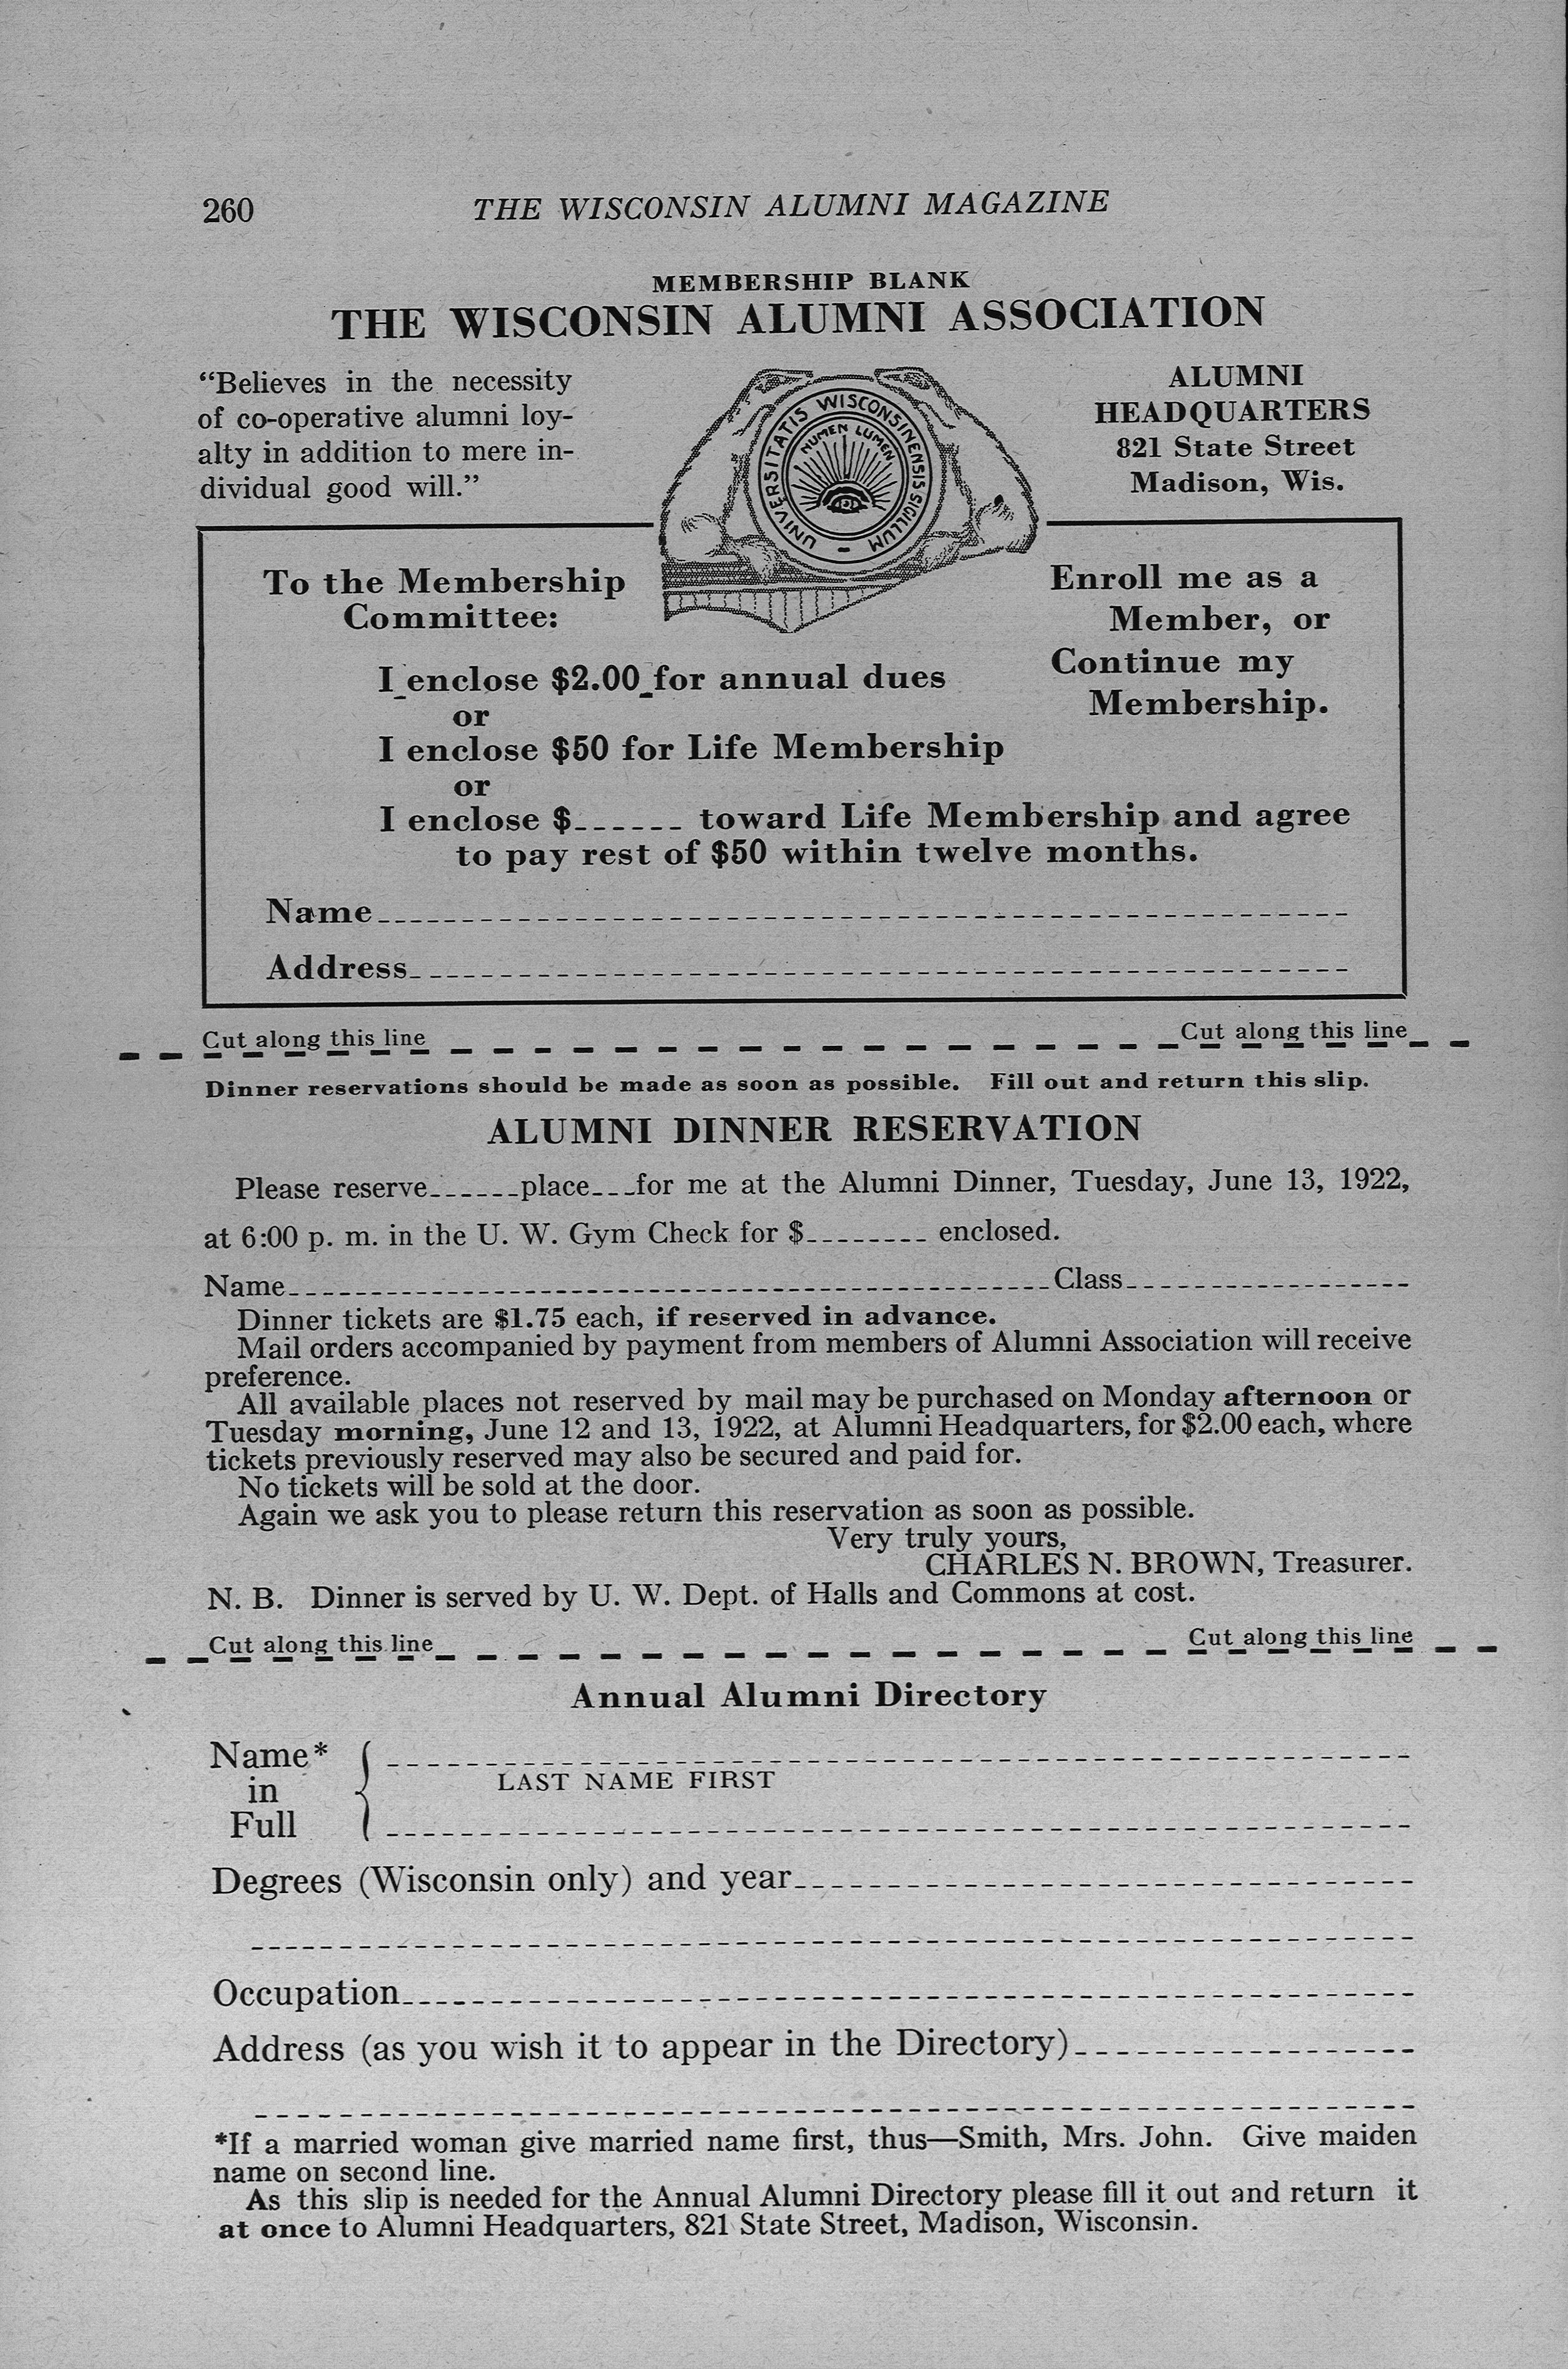 260
THE WISCONSIN ALUMNI MAGAZINE
MEMBERSHIP BLANK
THE WISCONSIN ALUMNI ASSOCIATION
“Believes in the necessity
of co-operative alumni loy-
alty in addition to mere in-
dividual good will.”
UNIVERSITATIS WISCONSINENSIS SIGILLUM
NUMEN LUMEN
ALUMNI
HEADQUARTERS
821 State Street
Madison, Wis.
To the Membership
Committee:
Enroll me as a
Member, or
Continue my
Membership.
I enclose $2.00 for annual dues
or
I enclose $50 for Life Membership
or
I enclose $______ toward Life Membership and agree
to pay rest of $50 within twelve months.
Name
Address
Cut along this line Cut along this line
Dinner reservations should be made as soon as possible. Fill out and return this slip.
ALUMNI DINNER RESERVATION
Please reserve______place___for me at the Alumni Dinner, Tuesday, June 13, 1922,
at 6:00 p. m. in the U. W. Gym Check for $________ enclosed.
Name Class
Dinner tickets are $1.75 each, if reserved in advance.
Mail orders accompanied by payment from members of Alumni Association will receive
preference.
All available places not reserved by mail may be purchased on Monday afternoon or
Tuesday morning, June 12 and 13, 1922, at Alumni Headquarters, for $2.00 each, where
tickets previously reserved may also be secured and paid for.
No tickets will be sold at the door.
Again we ask you to please return this reservation as soon as possible.
Very truly yours,
CHARLES N. BROWN, Treasurer.
N. B. Dinner is served by U. W. Dept. of Halls and Commons at cost.
Cut along this line Cut along this line
Annual Alumni Directory
Name*
in
Full
LAST NAME FIRST
Degrees (Wisconsin only) and year
Occupation
Address (as you wish it to appear in the Directory)
*If a married woman give married name first, thus—Smith, Mrs. John. Give maiden
name on second line.
As this slip is needed for the Annual Alumni Directory please fill it out and return it
at once to Alumni Headquarters, 821 State Street, Madison, Wisconsin.